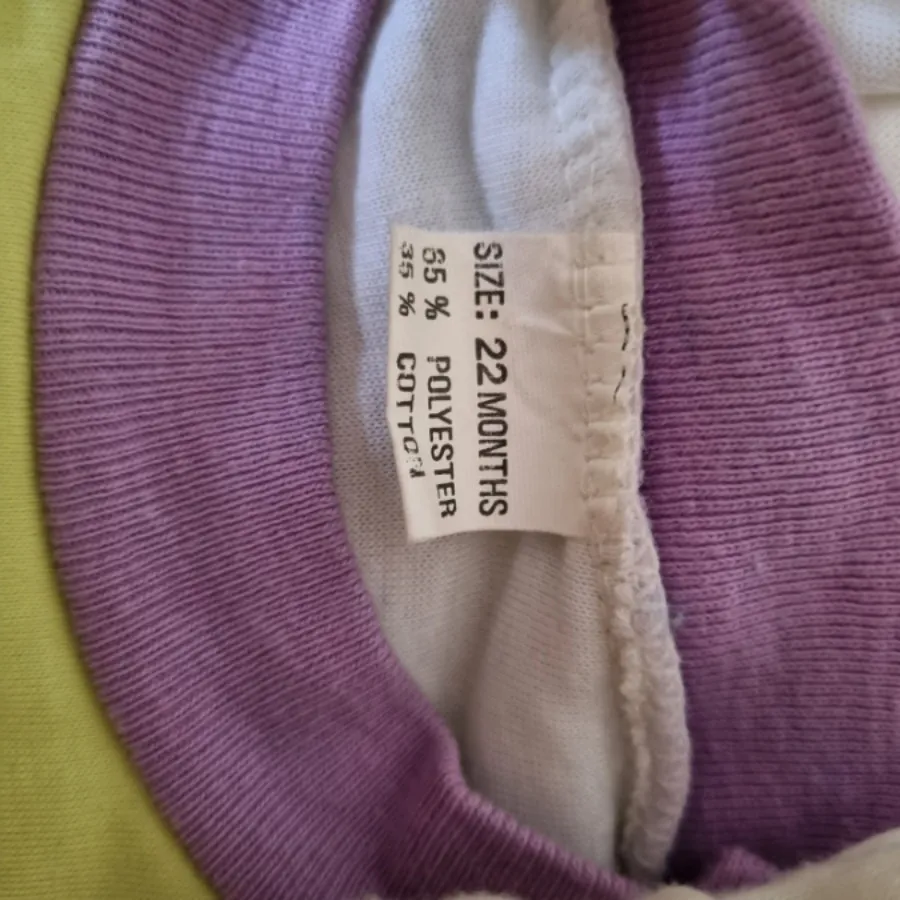 SIZE: 22 MONTHS
65 % POLYESTER
35 % COTTON